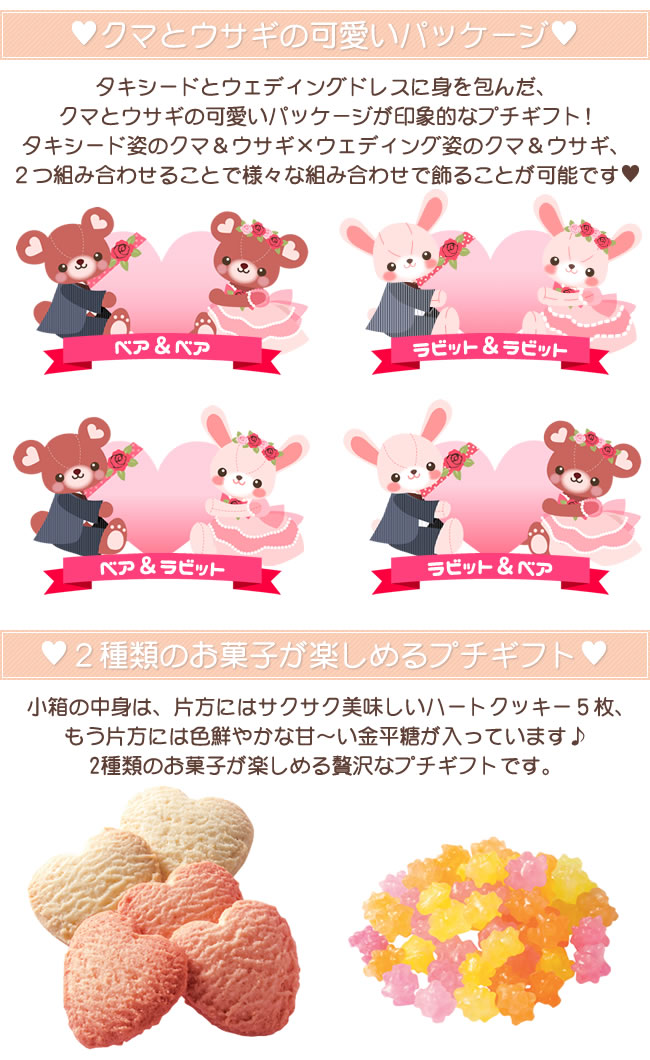 ♥クマとウサギの可愛いパッケージ♥
タキシードとウエディングドレスに身を包んだ、
クマとウサギの可愛いパッケージが印象的なプチギフト！
タキシード姿のクマ＆ウサギ×ウエディング姿のクマ＆ウサギ、
２つ組み合わせることで様々な組み合わせで飾ることが可能です♥
ベア＆ベア
ラビット＆ラビット
ベア＆ラビット
ラビット＆ベア
♥２種類のお菓子が楽しめるプチギフト♥
小箱の中身は、片方にはサクサク美味しいハートクッキー５枚、
もう片方には色鮮やかな甘～い金平糖が入っています♪
2種類のお菓子が楽しめる贅沢なプチギフトです。